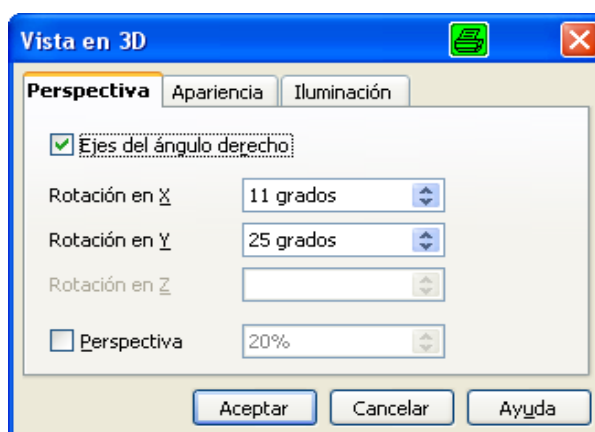 Vista en 3D
Perspectiva Apariencia Iluminación
Ejes del ángulo derecho
Rotación en X 11 grados
Rotación en Y 25 grados
Rotación en Z
Perspectiva 20%
Aceptar Cancelar Ayuda